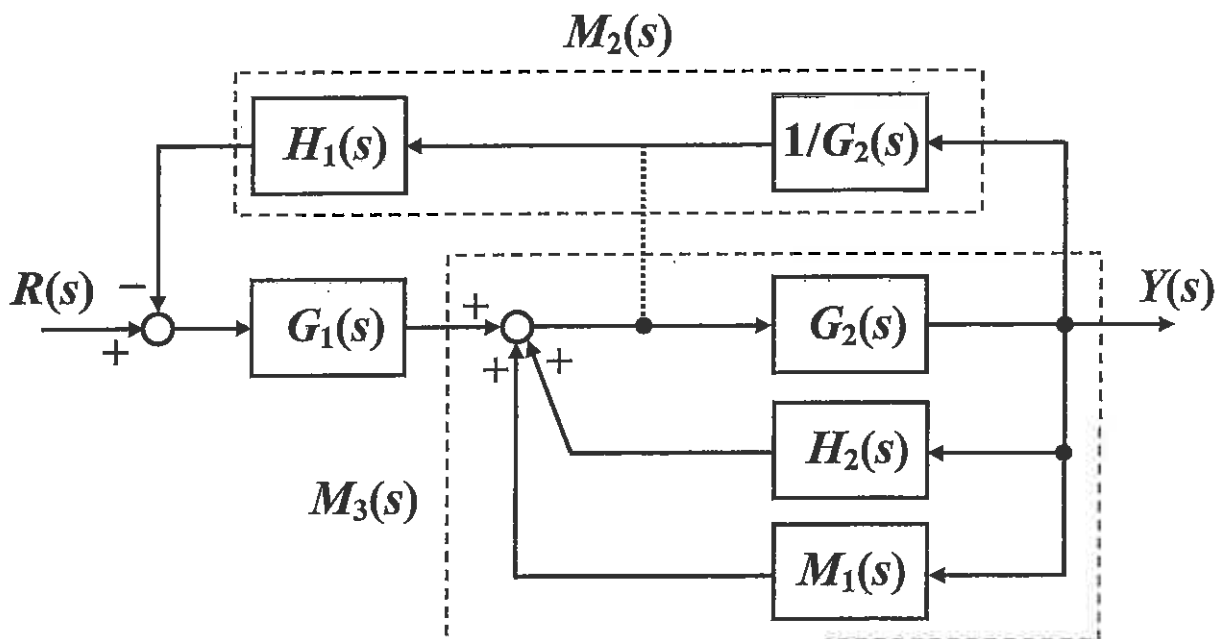 M₂(s)
H₁(s)
1/G₂(s)
R(s)
−
+
G₁(s)
+
+
+
G₂(s)
Y(s)
H₂(s)
M₃(s)
M₁(s)